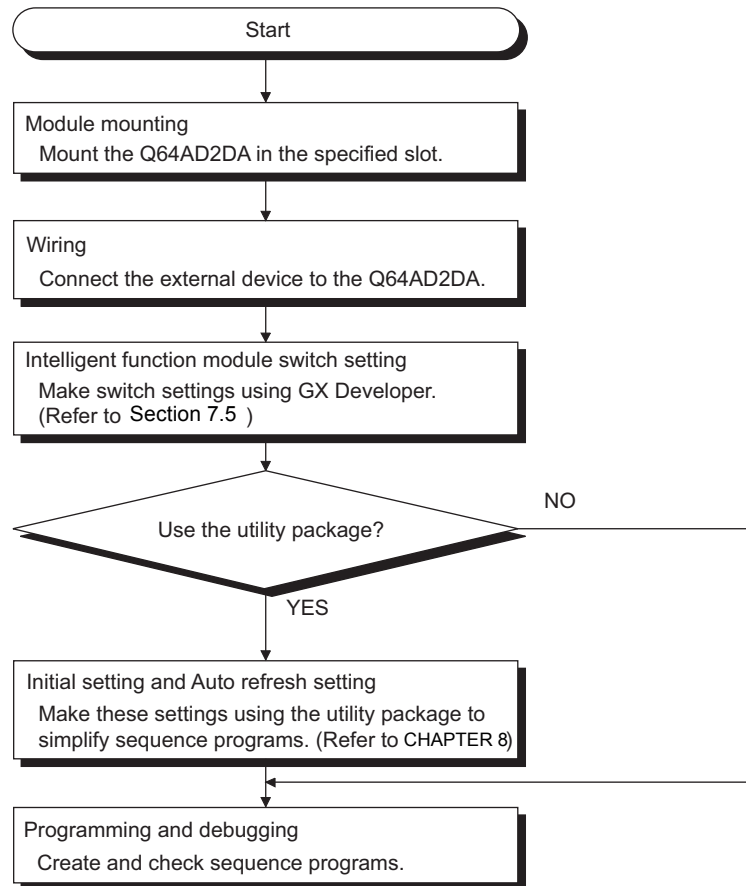 Start
Module mounting
Mount the Q64AD2DA in the specified slot.
Wiring
Connect the external device to the Q64AD2DA.
Intelligent function module switch setting
Make switch settings using GX Developer.
(Refer to Section 7.5 )
Use the utility package?
NO
YES
Initial setting and Auto refresh setting
Make these settings using the utility package to
simplify sequence programs. (Refer to CHAPTER 8)
Programming and debugging
Create and check sequence programs.